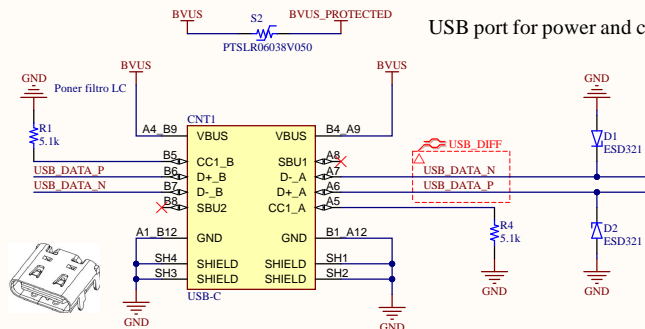 S2
BVUS
BVUS_PROTECTED
USB port for power and c
PTSLR06038V050
GND
Poner filtro LC
BVUS
BVUS
R1
5.1k
CNT1
A4_B9
VBUS
VBUS
B4_A9
B5
CC1_B
SBU1
A8
USB_DATA_P
B6
D+_B
D-_A
A7
USB_DATA_N
USB_DATA_N
B7
D-_B
D+_A
A6
USB_DATA_P
B8
SBU2
CC1_A
A5
USB_DIFF
GND
D1
ESD321
D2
ESD321
R4
5.1k
A1_B12
GND
GND
B1_A12
SH4
SHIELD
SHIELD
SH1
SH3
SHIELD
SHIELD
SH2
USB-C
GND
GND
GND
GND